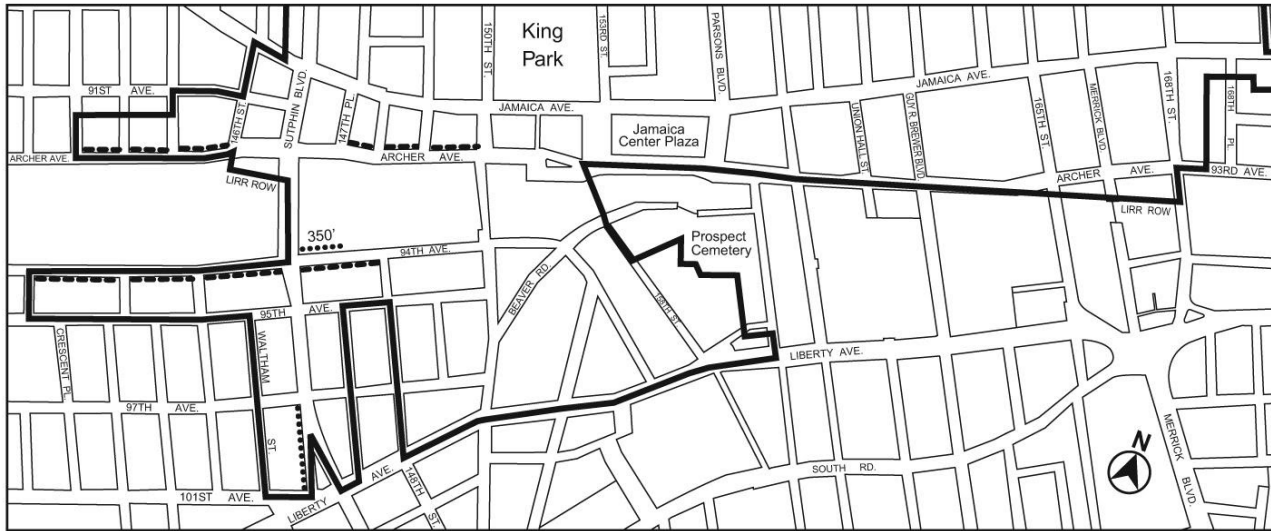 King
Park
150TH ST.
153RD ST.
PARSONS BLVD
91ST AVE.
146TH ST.
SUTPHIN BLVD.
147TH PL.
JAMAICA AVE.
JAMAICA AVE.
UNION HALL ST.
GUY R. BREWER BLVD.
165TH ST.
MERRICK BLVD
168TH ST.
168TH PL
Jamaica
Center Plaza
ARCHER AVE.
ARCHER AVE.
ARCHER AVE.
93RD AVE.
LIRR ROW
LIRR ROW
350'
94TH AVE.
Prospect
Cemetery
BEAVER RD.
158TH ST.
95TH AVE.
WALTHAM ST.
CRESCENT PL.
LIBERTY AVE.
97TH AVE.
N
MERRICK BLVD.
SOUTH RD.
148TH ST.
101ST AVE.
LIBERTY AVE.